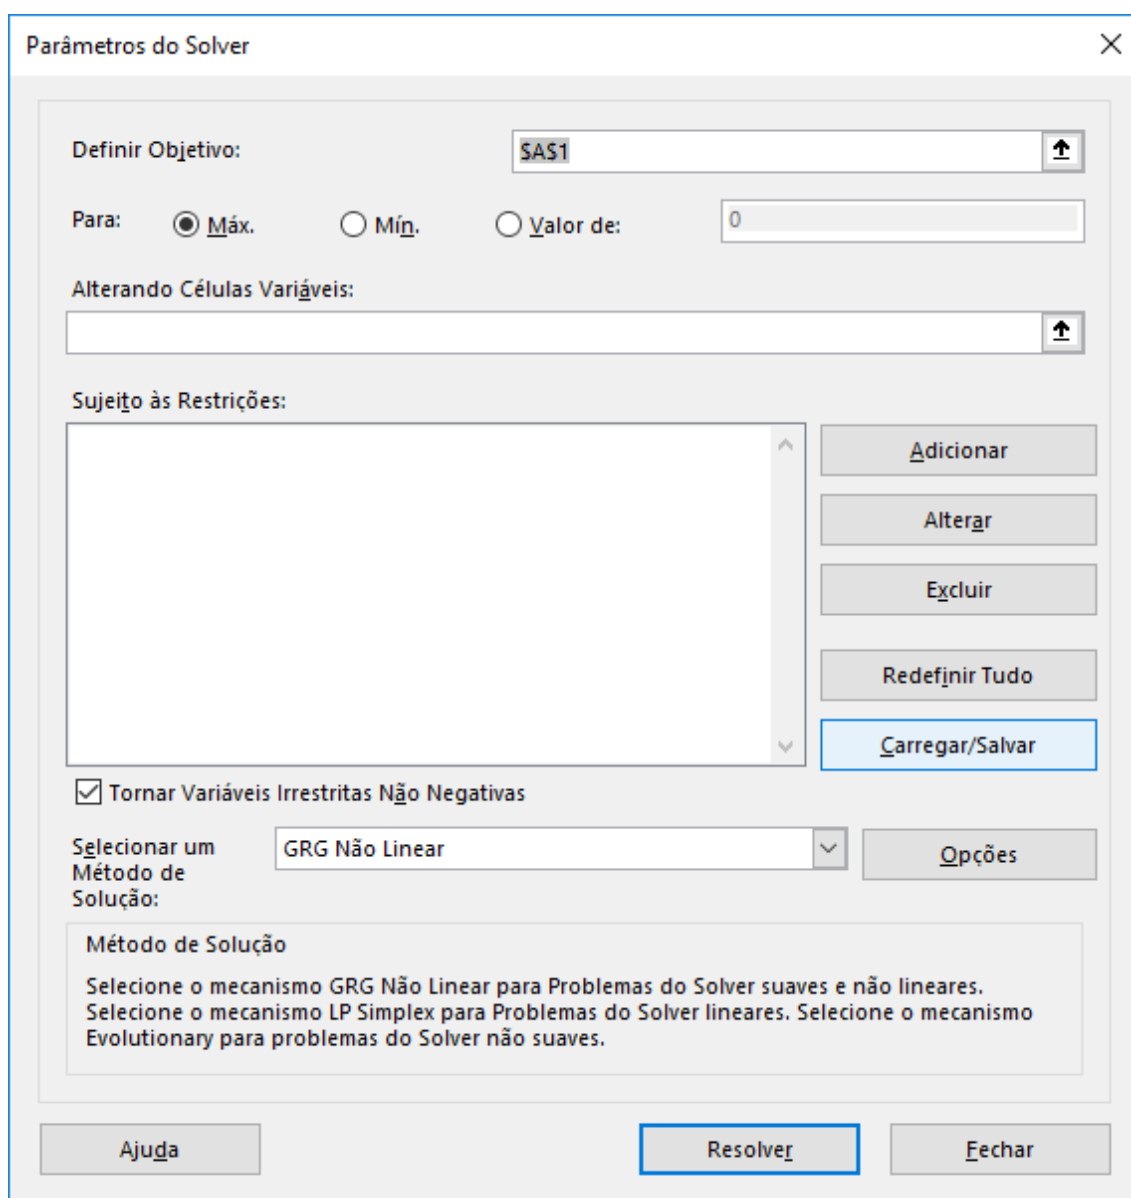 Parâmetros do Solver
Definir Objetivo:
$A$1
Para:
Máx.
Mín.
Valor de:
0
Alterando Células Variáveis:
Sujeito às Restrições:
Adicionar
Alterar
Excluir
Redefinir Tudo
Carregar/Salvar
Tornar Variáveis Irrestritas Não Negativas
Selecionar um
Método de
Solução:
GRG Não Linear
Opções
Método de Solução
Selecione o mecanismo GRG Não Linear para Problemas do Solver suaves e não lineares.
Selecione o mecanismo LP Simplex para Problemas do Solver lineares. Selecione o mecanismo
Evolutionary para problemas do Solver não suaves.
Ajuda
Resolver
Fechar